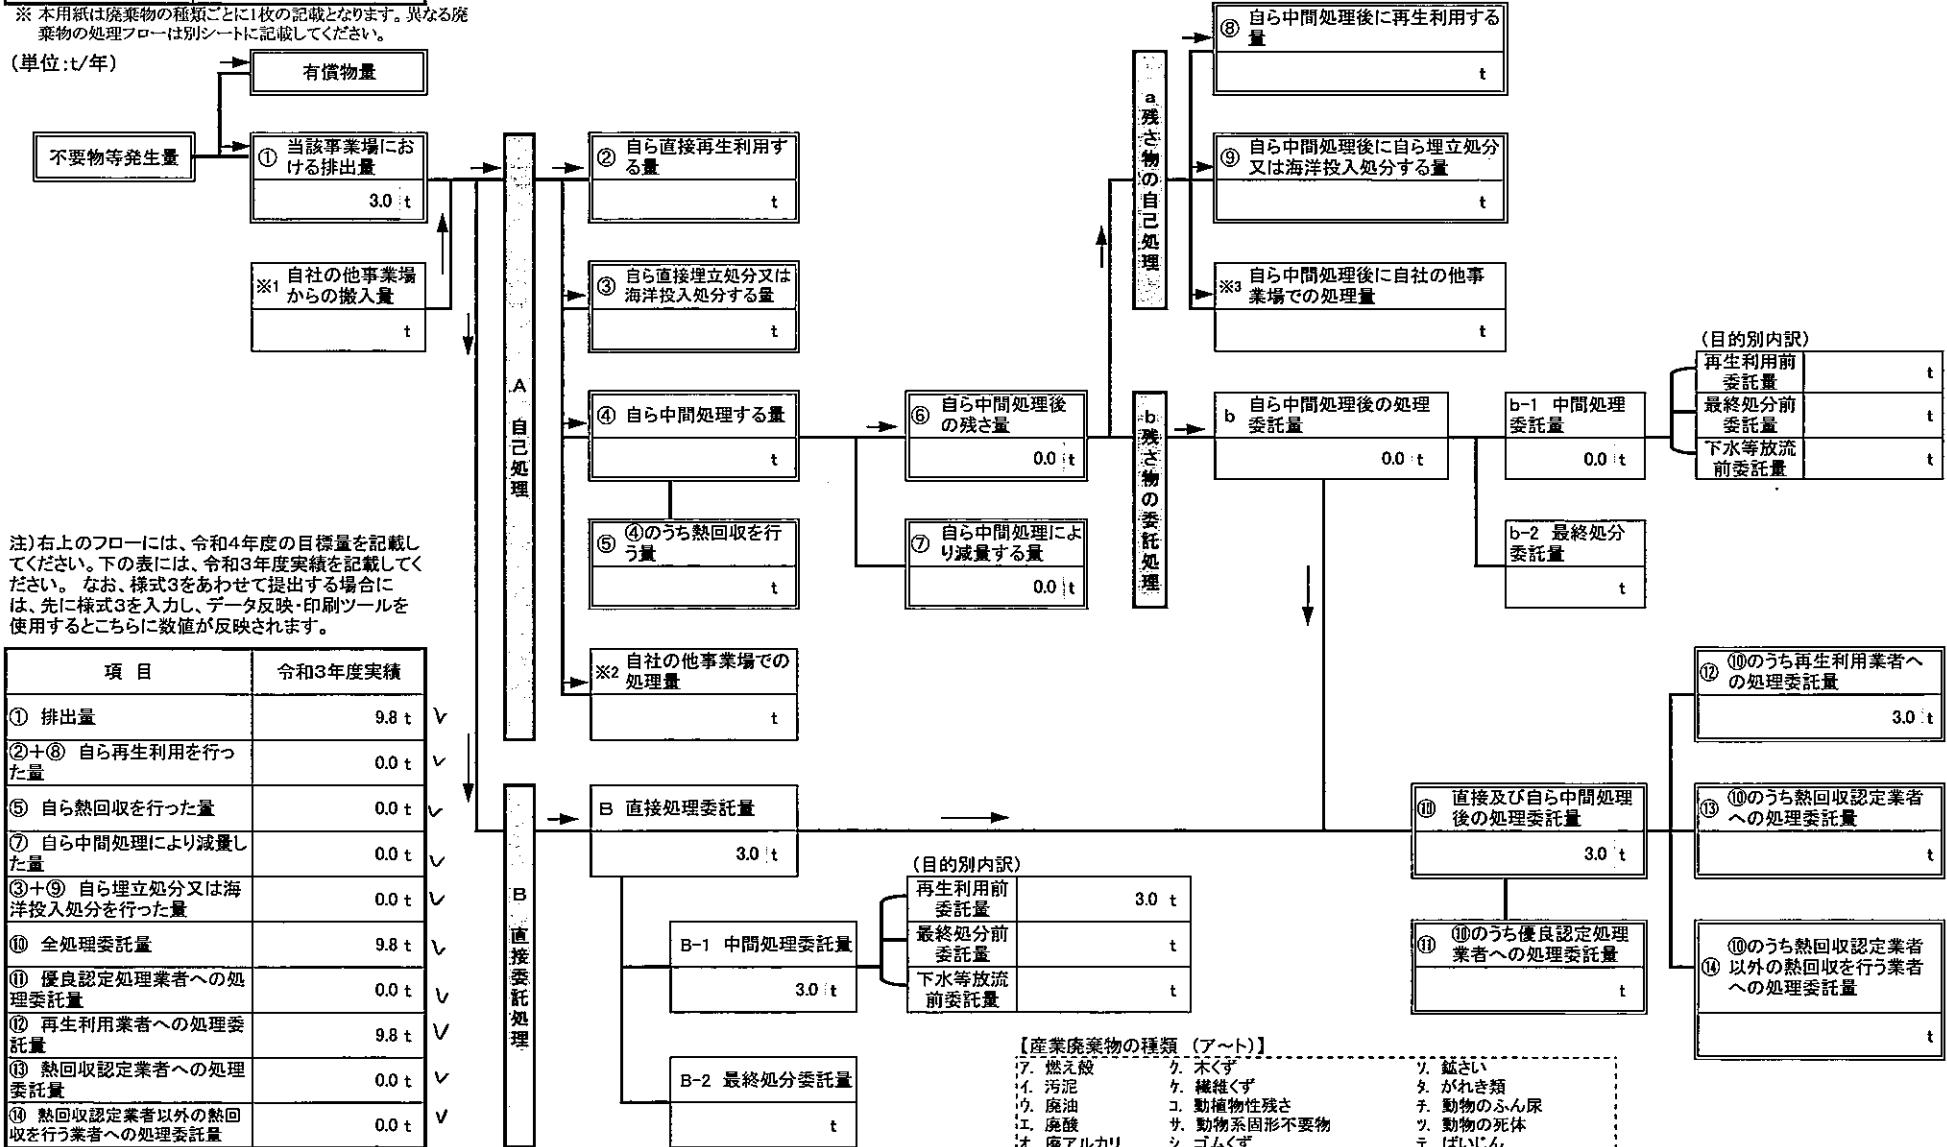 ※ 本用紙は廃棄物の種類ごとに1枚の記載となります。異なる廃
棄物の処理フローは別シートに記載してください。
(単位:t/年)
有償物量
不要物等発生量
① 当該事業場にお
ける排出量
3.0 t
※1 自社の他事業場
からの搬入量
t
A 自己処理
② 自ら直接再生利用す
る量
t
③ 自ら直接埋立処分又は
海洋投入処分する量
t
④ 自ら中間処理する量
t
⑤ ④のうち熱回収を行
う量
t
※2 自社の他事業場での
処理量
t
⑥ 自ら中間処理後
の残さ量
0.0 t
⑦ 自ら中間処理によ
り減量する量
0.0 t
a 残さ物の自己処理
⑧ 自ら中間処理後に再生利用する
量
t
⑨ 自ら中間処理後に自ら埋立処分
又は海洋投入処分する量
t
※3 自ら中間処理後に自社の他事
業場での処理量
t
b 残さ物の委託処理
b 自ら中間処理後の処理
委託量
0.0 t
b-1 中間処理
委託量
0.0 t
b-2 最終処分
委託量
t
(目的別内訳)
再生利用前
委託量
t
最終処分前
委託量
t
下水等放流
前委託量
t
注)右上のフローには、令和4年度の目標量を記載し
てください。下の表には、令和3年度実績を記載してく
ださい。 なお、様式3をあわせて提出する場合に
は、先に様式3を入力し、データ反映・印刷ツールを
使用するとこちらに数値が反映されます。
項 目 令和3年度実績
① 排出量 9.8 t
②+⑧ 自ら再生利用を行っ
た量 0.0 t
⑤ 自ら熱回収を行った量 0.0 t
⑦ 自ら中間処理により減量し
た量 0.0 t
③+⑨ 自ら埋立処分又は海
洋投入処分を行った量 0.0 t
⑩ 全処理委託量 9.8 t
⑪ 優良認定処理業者への処
理委託量 0.0 t
⑫ 再生利用業者への処理委
託量 9.8 t
⑬ 熱回収認定業者への処理
委託量 0.0 t
⑭ 熱回収認定業者以外の熱回
収を行う業者への処理委託量 0.0 t
B 直接委託処理
B 直接処理委託量
3.0 t
B-1 中間処理委託量
3.0 t
B-2 最終処分委託量
t
(目的別内訳)
再生利用前
委託量
3.0 t
最終処分前
委託量
t
下水等放流
前委託量
t
⑩ 直接及び自ら中間処理
後の処理委託量
3.0 t
⑪ ⑩のうち優良認定処理
業者への処理委託量
t
⑫ ⑩のうち再生利用業者へ
の処理委託量
3.0 t
⑬ ⑩のうち熱回収認定業者
への処理委託量
t
⑭ ⑩のうち熱回収認定業者
以外の熱回収を行う業者
への処理委託量
t
【産業廃棄物の種類 (ア~ト)】
ア. 燃え殻 ク. 木くず ソ. 鉱さい
イ. 汚泥 ケ. 繊維くず タ. がれき類
ウ. 廃油 コ. 動植物性残さ チ. 動物のふん尿
エ. 廃酸 サ. 動物系固形不要物 ツ. 動物の死体
オ. 廃アルカリ シ. ゴムくず テ. ばいじん